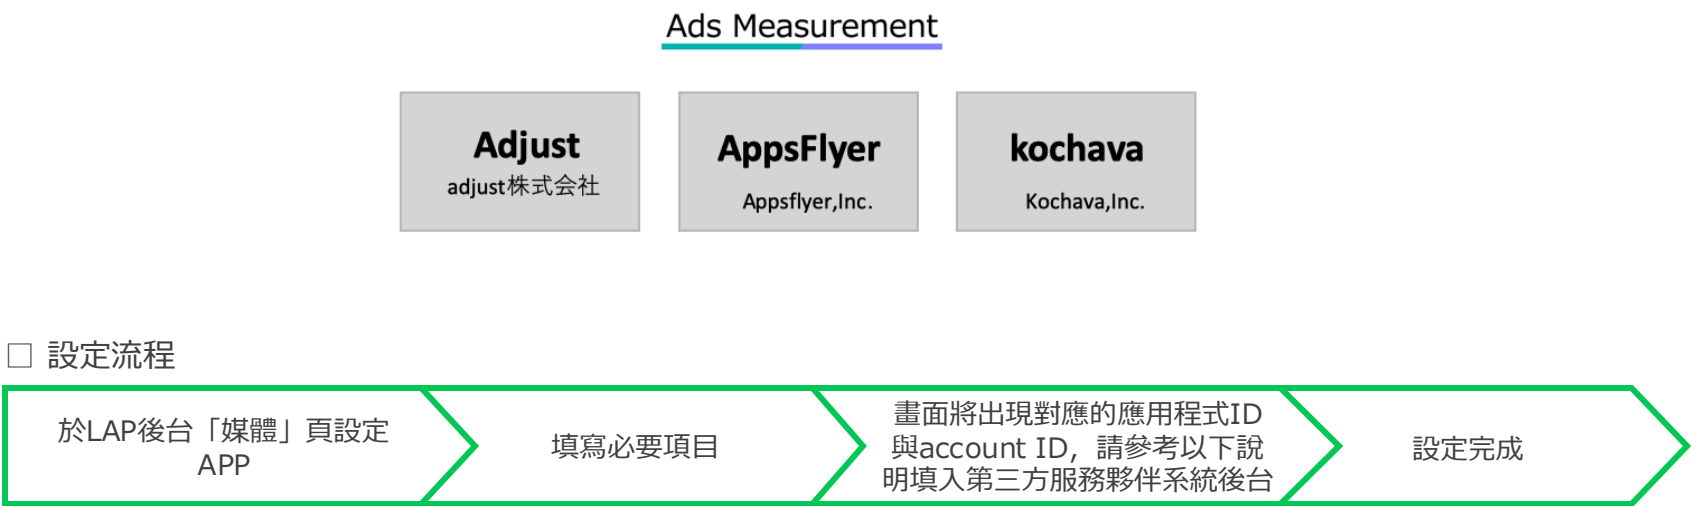 Ads Measurement
Adjust
adjust株式会社
AppsFlyer
Appsflyer,Inc.
kochava
Kochava,Inc.
□ 設定流程
於LAP後台「媒體」頁設定
APP
填寫必要項目
畫面將出現對應的應用程式ID
與account ID，請參考以下說
明填入第三方服務夥伴系統後台
設定完成